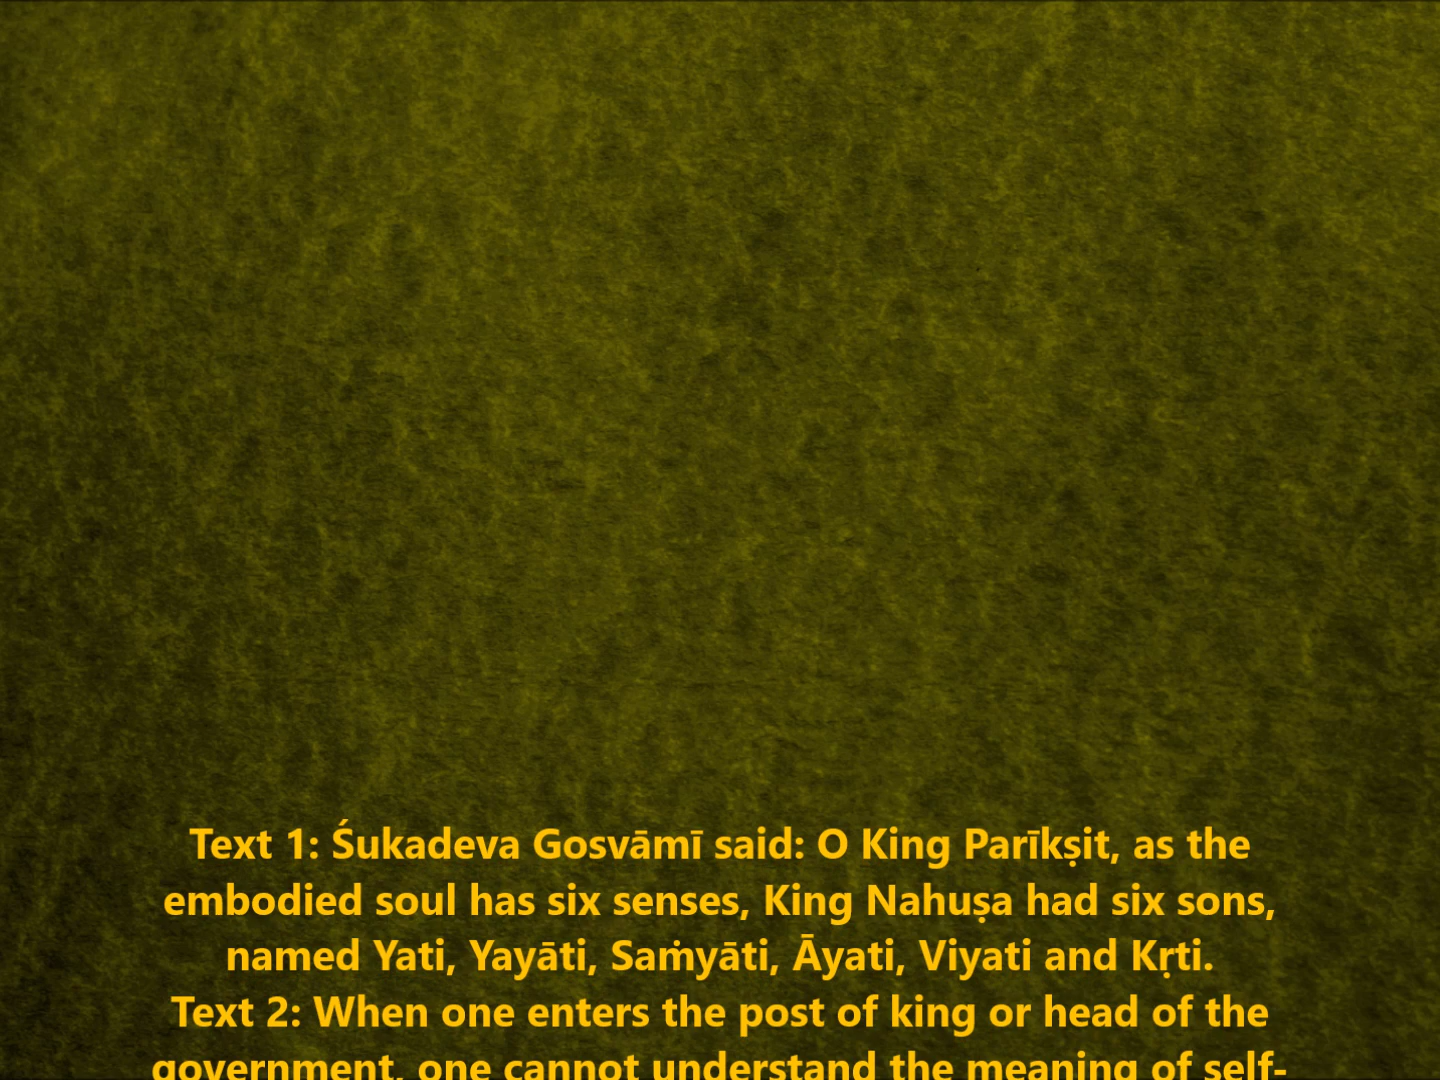 Text 1: Śukadeva Gosvāmī said: O King Parīkṣit, as the
embodied soul has six senses, King Nahuṣa had six sons,
named Yati, Yayāti, Saṁyāti, Āyati, Viyati and Kṛti.
Text 2: When one enters the post of king or head of the
government, one cannot understand the meaning of self-